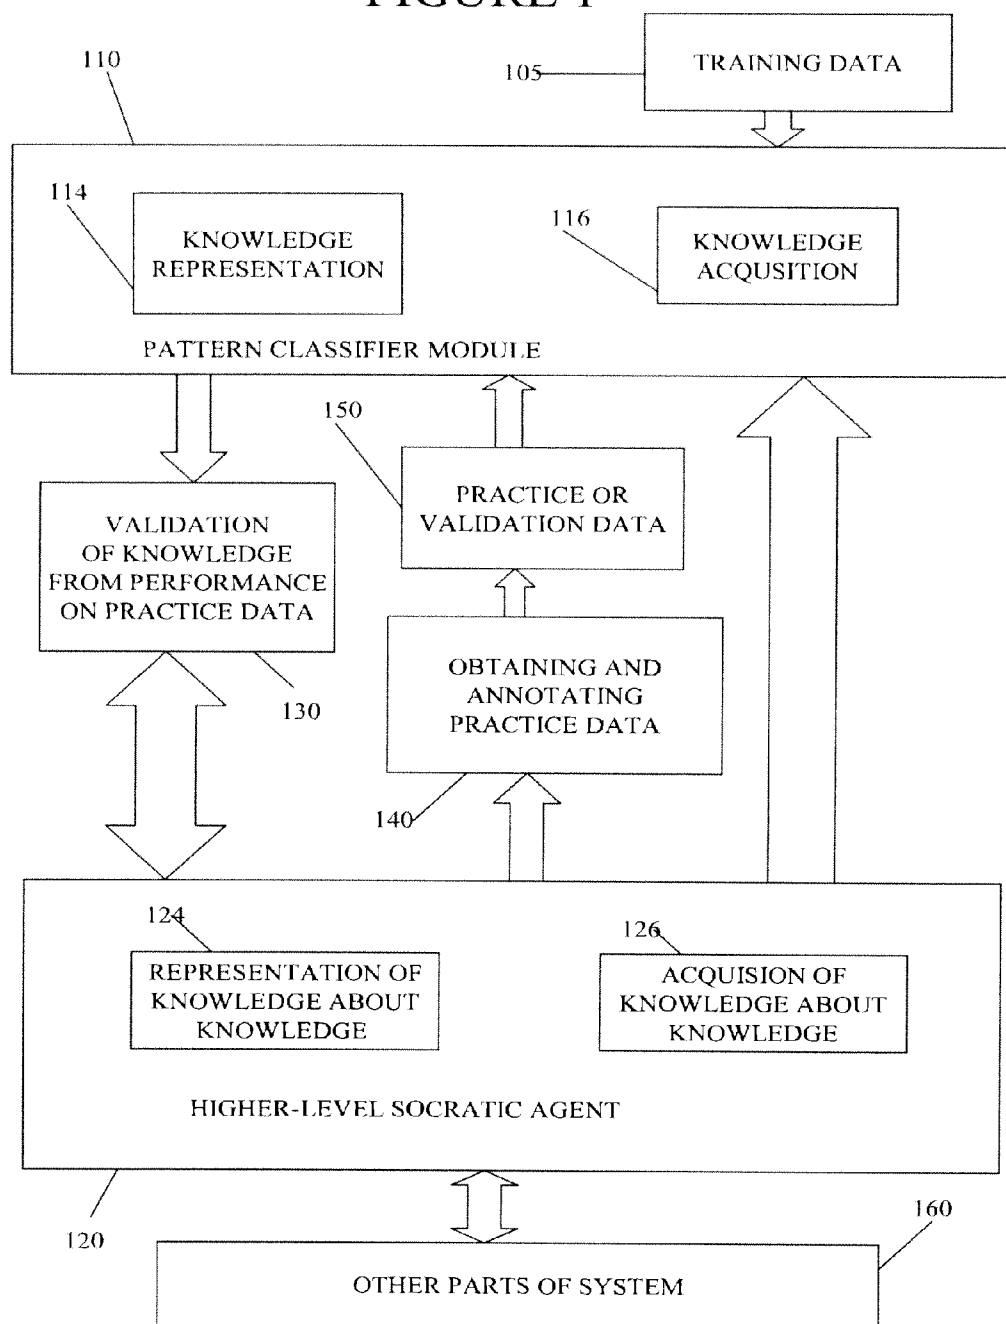 FIGURE 1
TRAINING DATA
105
110
114
KNOWLEDGE
REPRESENTATION
116
KNOWLEDGE
ACQUSITION
PATTERN CLASSIFIER MODULE
150
PRACTICE OR
VALIDATION DATA
VALIDATION
OF KNOWLEDGE
FROM PERFORMANCE
ON PRACTICE DATA
130
OBTAINING AND
ANNOTATING
PRACTICE DATA
140
124
REPRESENTATION OF
KNOWLEDGE ABOUT
KNOWLEDGE
126
ACQUISION OF
KNOWLEDGE ABOUT
KNOWLEDGE
HIGHER-LEVEL SOCRATIC AGENT
120
160
OTHER PARTS OF SYSTEM